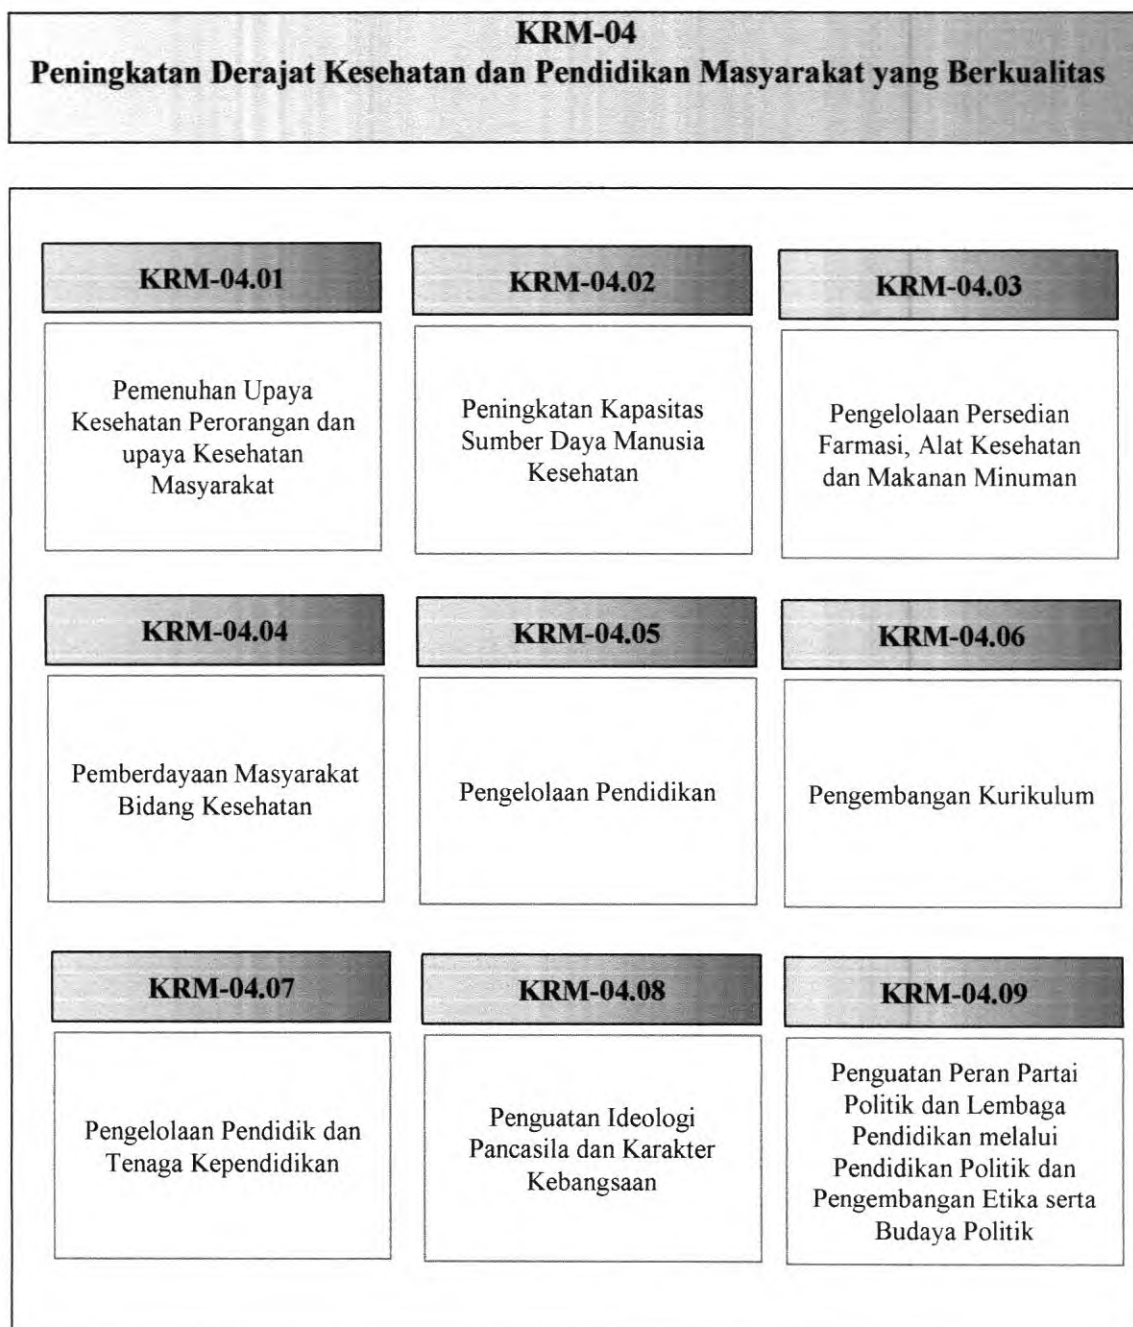 KRM-04
Peningkatan Derajat Kesehatan dan Pendidikan Masyarakat yang Berkualitas
KRM-04.01
Pemenuhan Upaya
Kesehatan Perorangan dan
upaya Kesehatan
Masyarakat
KRM-04.02
Peningkatan Kapasitas
Sumber Daya Manusia
Kesehatan
KRM-04.03
Pengelolaan Persedian
Farmasi, Alat Kesehatan
dan Makanan Minuman
KRM-04.04
Pemberdayaan Masyarakat
Bidang Kesehatan
KRM-04.05
Pengelolaan Pendidikan
KRM-04.06
Pengembangan Kurikulum
KRM-04.07
Pengelolaan Pendidik dan
Tenaga Kependidikan
KRM-04.08
Penguatan Ideologi
Pancasila dan Karakter
Kebangsaan
KRM-04.09
Penguatan Peran Partai
Politik dan Lembaga
Pendidikan melalui
Pendidikan Politik dan
Pengembangan Etika serta
Budaya Politik